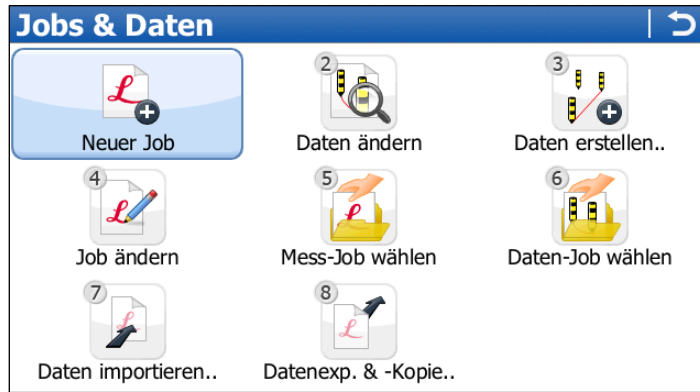 Jobs & Daten
Neuer Job
2
Daten ändern
3
Daten erstellen..
4
Job ändern
5
Mess-Job wählen
6
Daten-Job wählen
7
Daten importieren..
8
Datenexp. & -Kopie..